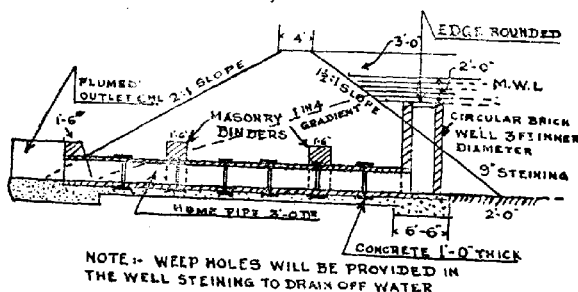 EDGE ROUNDED
4'
3'-0"
2'-0"
M.W.L
FLUMED
OUTLET
2:1 SLOPE
1½:1 SLOPE
1'-6"
MASONRY
BINDERS
1 IN 4
GRADIENT
1'-6"
1'-6"
CIRCULAR BRICK
WELL 3 FT INNER
DIAMETER
9" STEINING
2'-0"
HOME PIPE
6'-6"
CONCRETE 1'-0" THICK
NOTE:- WEEP HOLES WILL BE PROVIDED IN
THE WELL STEINING TO DRAIN OFF WATER